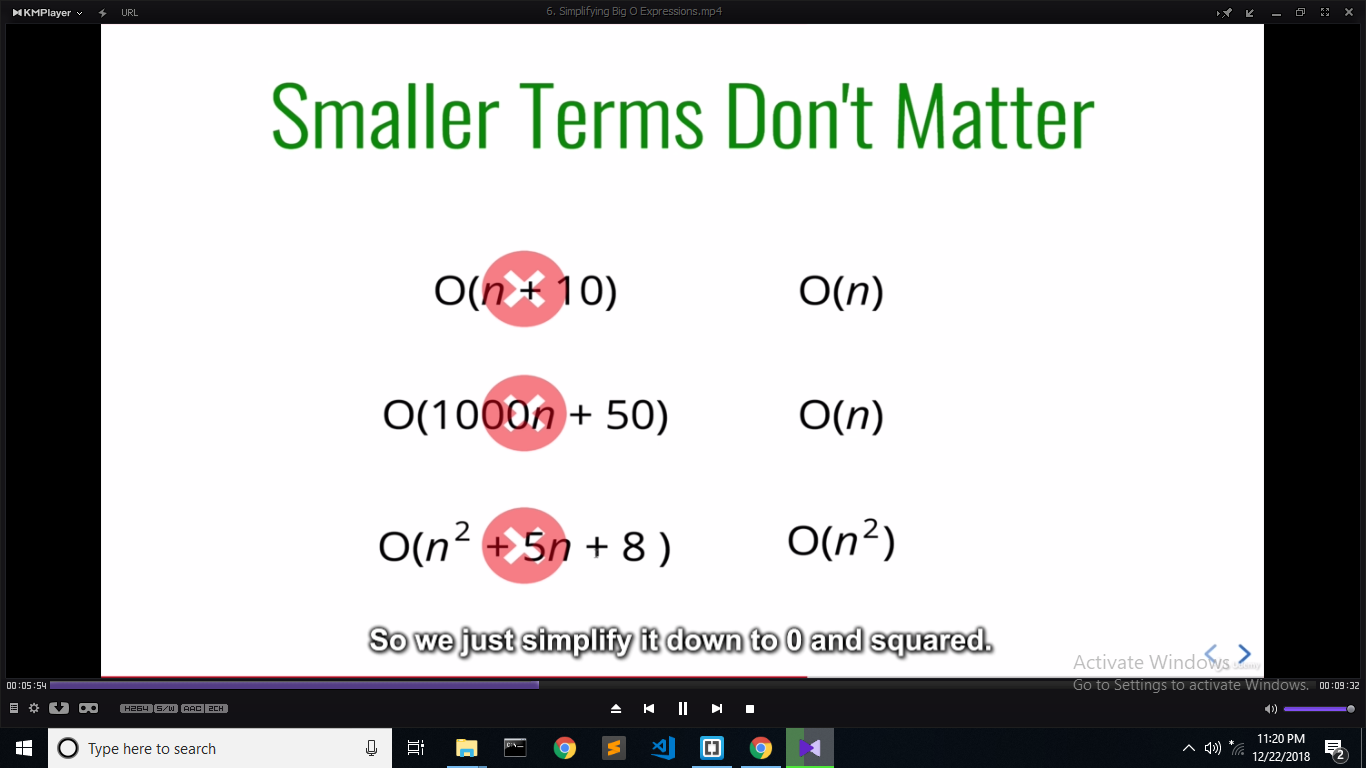 KMPlayer URL 6. Simplifying Big O Expressions.mp4
Smaller Terms Don't Matter
O(n + 10) O(n)
O(1000n + 50) O(n)
O(n² + 5n + 8 ) O(n²)
So we just simplify it down to 0 and squared.
Activate Windows
Go to Settings to activate Windows.
00:05:54 00:09:32
H264 S/W AAC 2CH
Type here to search
11:20 PM
12/22/2018
2